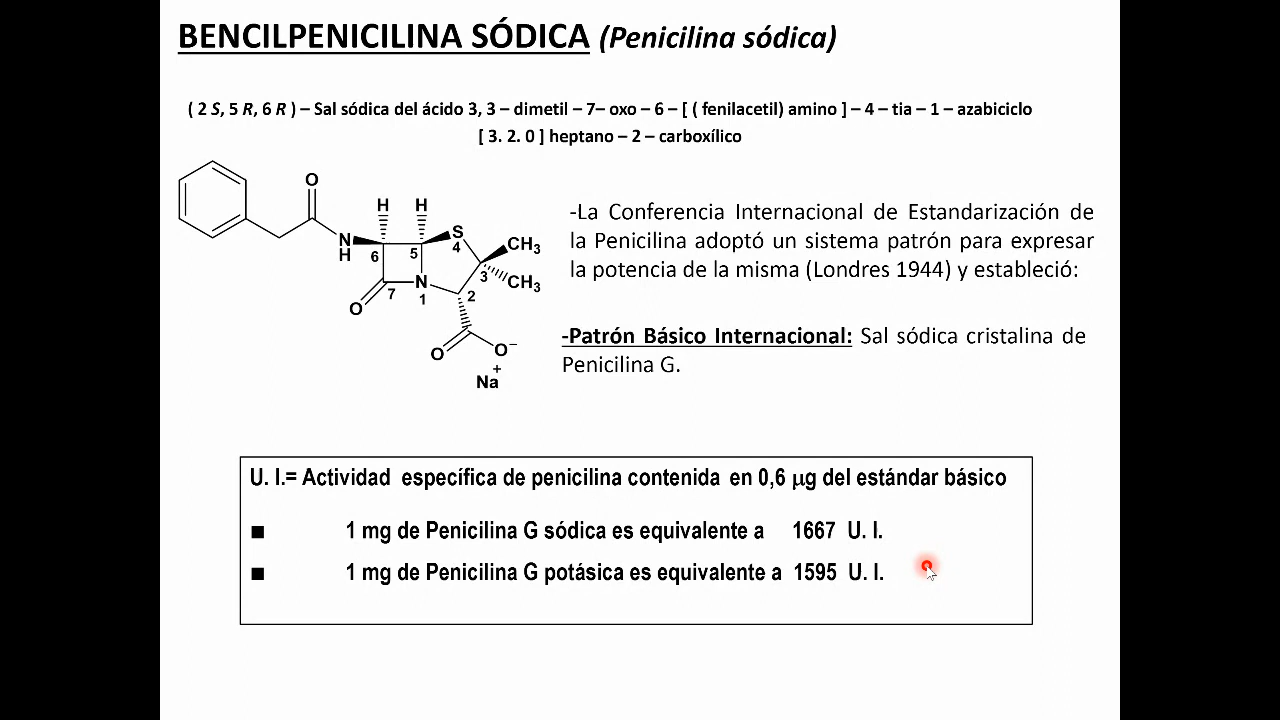 BENCILPENICILINA SÓDICA (Penicilina sódica)
( 2 S, 5 R, 6 R ) – Sal sódica del ácido 3, 3 – dimetil – 7– oxo – 6 – [ ( fenilacetil) amino ] – 4 – tia – 1 – azabiciclo
[ 3. 2. 0 ] heptano – 2 – carboxílico
O
H H
N
H
6 5 S
4
CH3
3
CH3
O
7
N
1
2
O
O–
+
Na
-La Conferencia Internacional de Estandarización de
la Penicilina adoptó un sistema patrón para expresar
la potencia de la misma (Londres 1944) y estableció:
-Patrón Básico Internacional: Sal sódica cristalina de
Penicilina G.
U. I.= Actividad específica de penicilina contenida en 0,6 µg del estándar básico
■ 1 mg de Penicilina G sódica es equivalente a 1667 U. I.
■ 1 mg de Penicilina G potásica es equivalente a 1595 U. I.